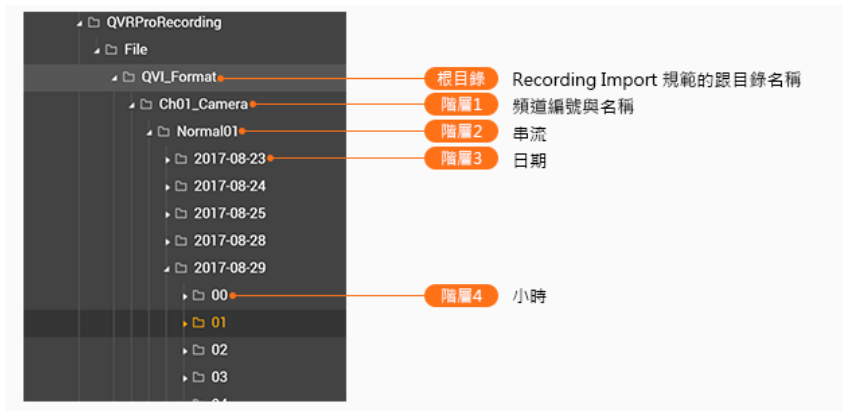 QVRProRecording
File
QVI_Format 根目錄 Recording Import 規範的跟目錄名稱
Ch01_Camera 階層1 頻道編號與名稱
Normal01 階層2 串流
2017-08-23 階層3 日期
2017-08-24
2017-08-25
2017-08-28
2017-08-29
00 階層4 小時
01
02
03